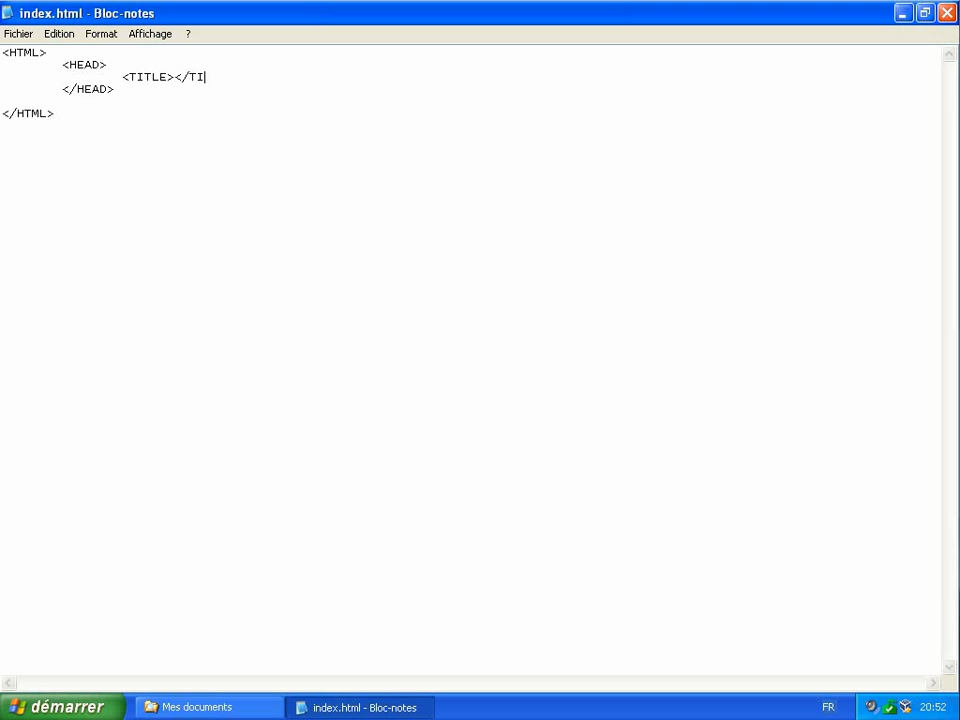 index.html - Bloc-notes
Fichier Edition Format Affichage ?
<HTML>
<HEAD>
<TITLE></TI
</HEAD>
</HTML>
démarrer Mes documents index.html - Bloc-notes FR 20:52